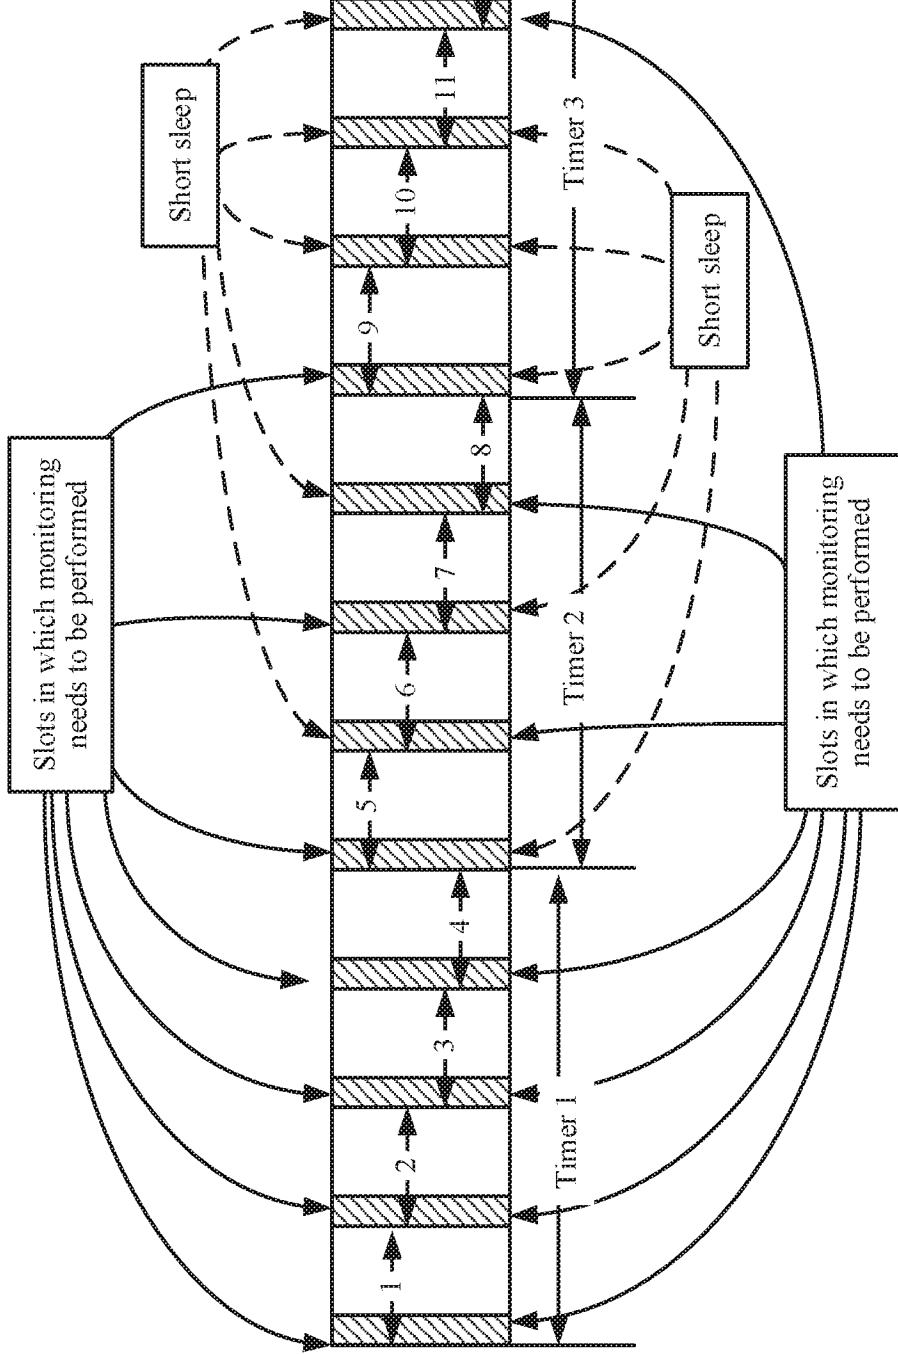 Slots in which monitoring
needs to be performed
Short sleep
1
2
3
4
5
6
7
8
9
10
11
Timer 1
Timer 2
Timer 3
Short sleep
Slots in which monitoring
needs to be performed